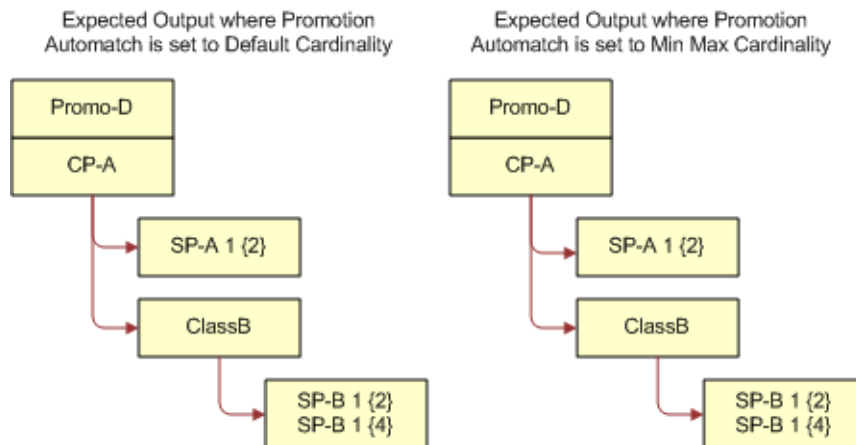 Expected Output where Promotion
Automatch is set to Default Cardinality
Promo-D
CP-A
SP-A 1 {2}
ClassB
SP-B 1 {2}
SP-B 1 {4}
Expected Output where Promotion
Automatch is set to Min Max Cardinality
Promo-D
CP-A
SP-A 1 {2}
ClassB
SP-B 1 {2}
SP-B 1 {4}